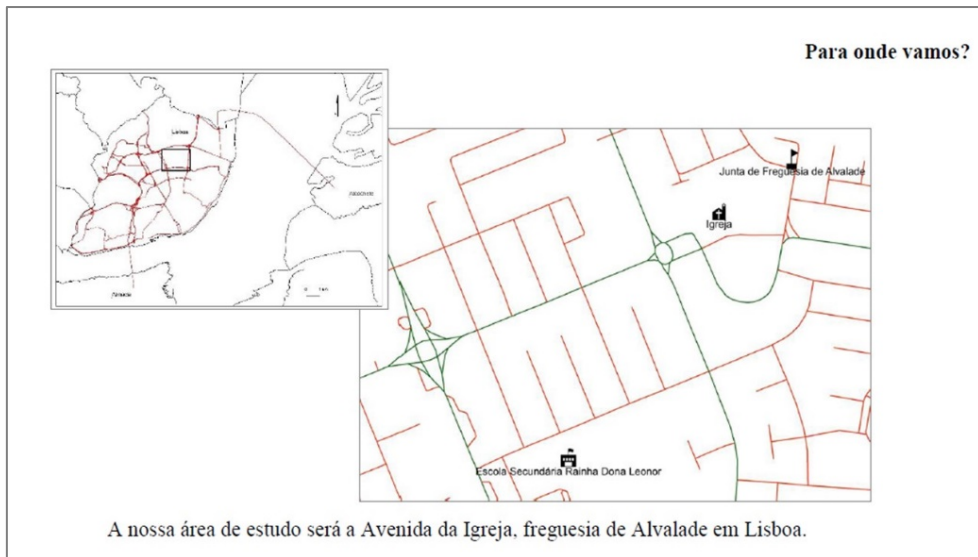 Para onde vamos?
Lisboa
Almada
Junta de Freguesia de Alvalade
Igreja
Escola Secundária Rainha Dona Leonor
A nossa área de estudo será a Avenida da Igreja, freguesia de Alvalade em Lisboa.